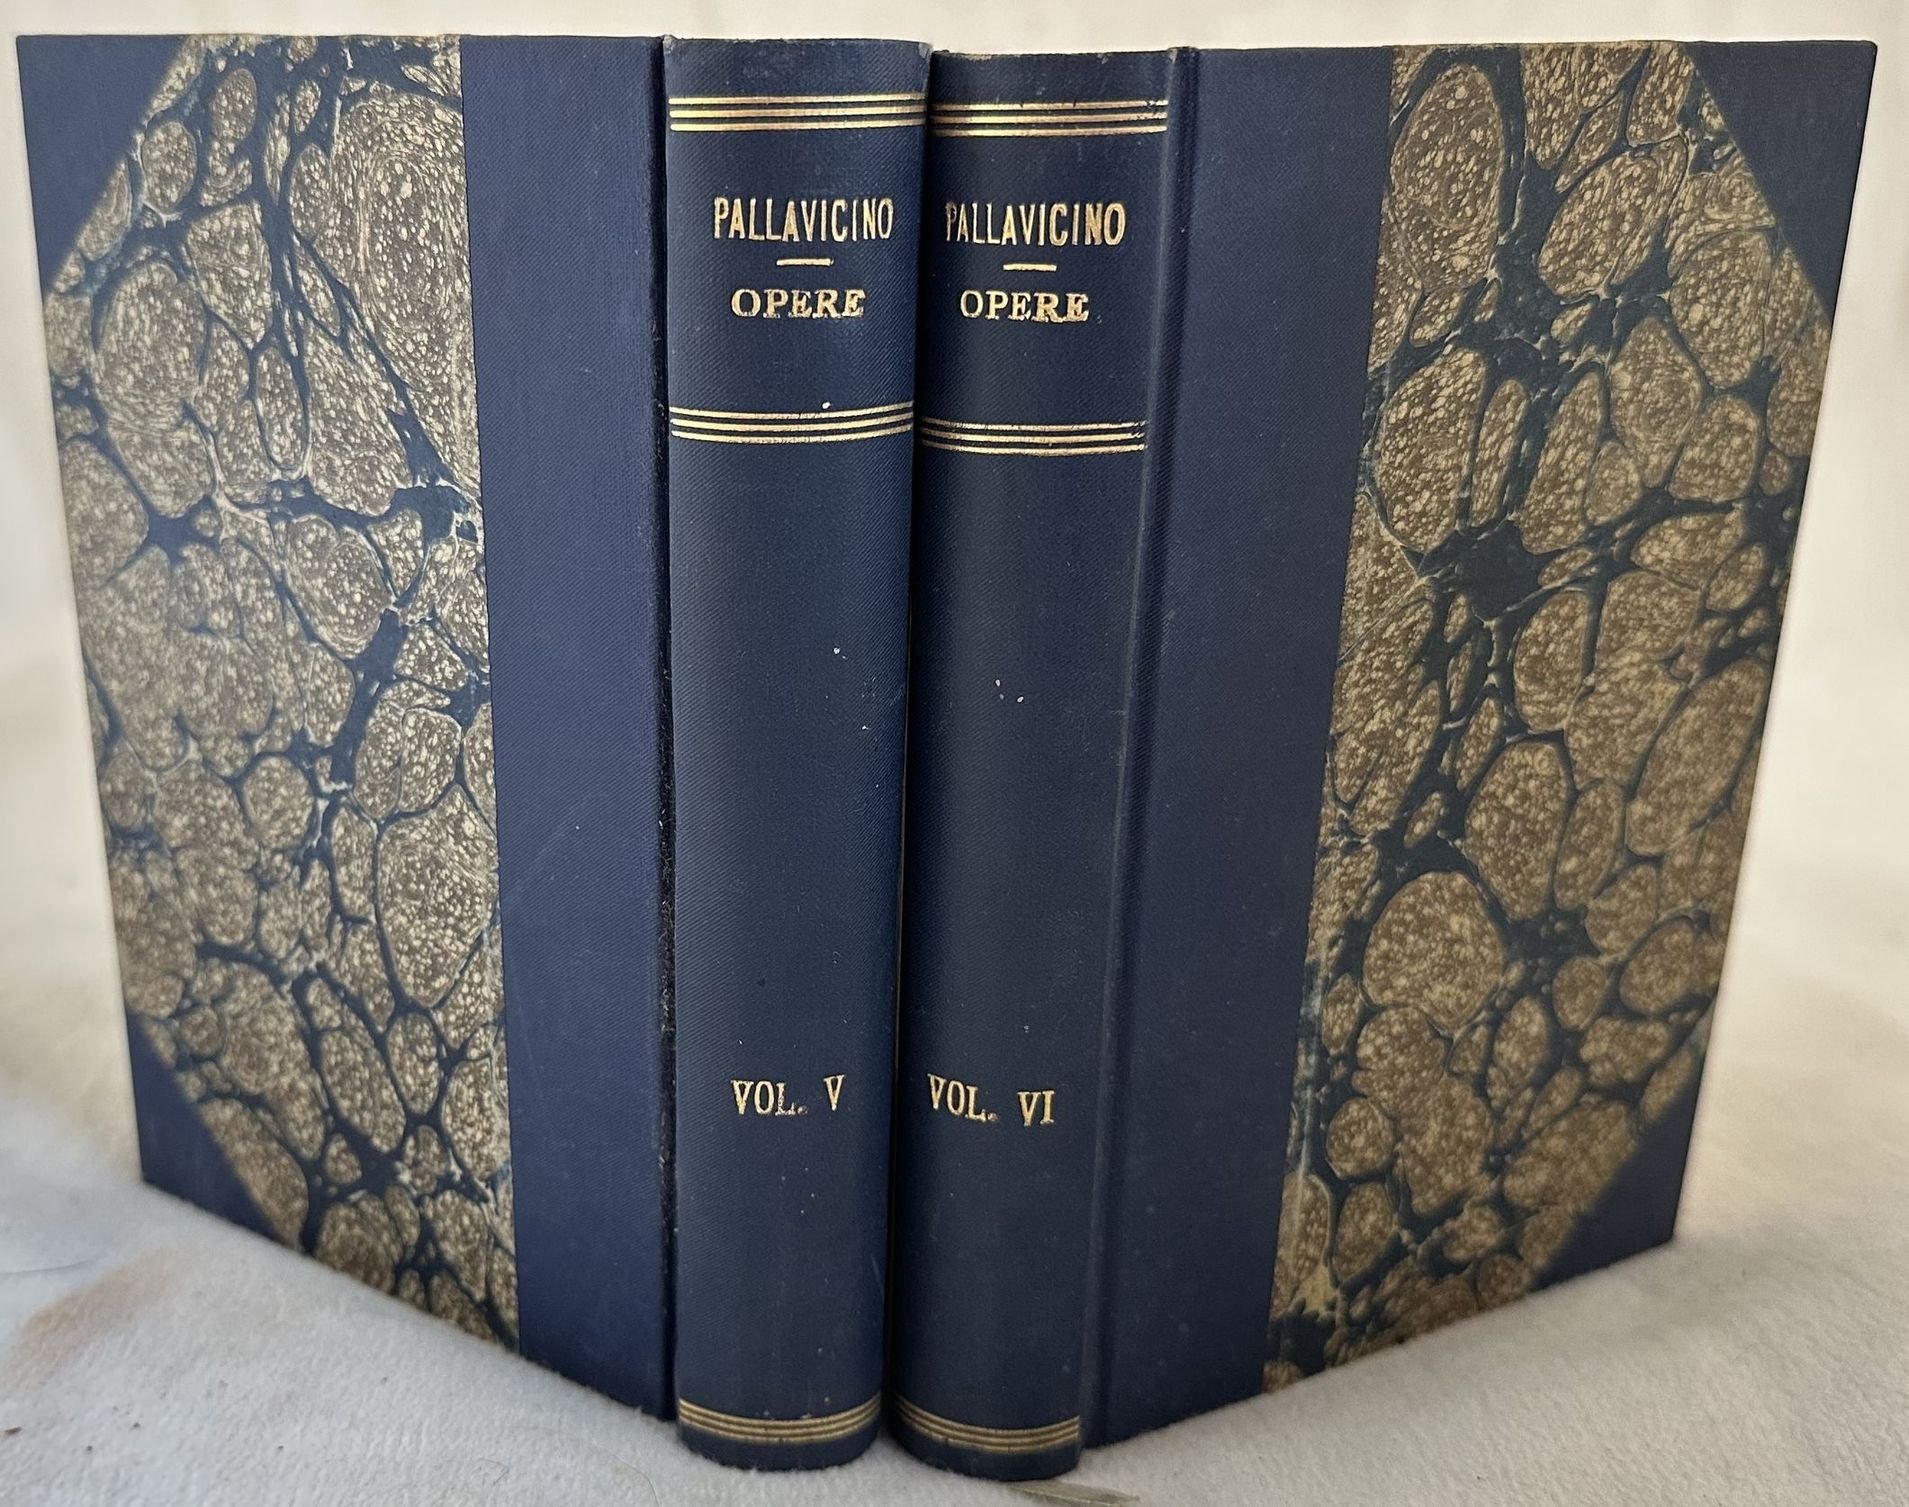 PALLAVICINO
OPERE
VOL. V
PALLAVICINO
OPERE
VOL. VI